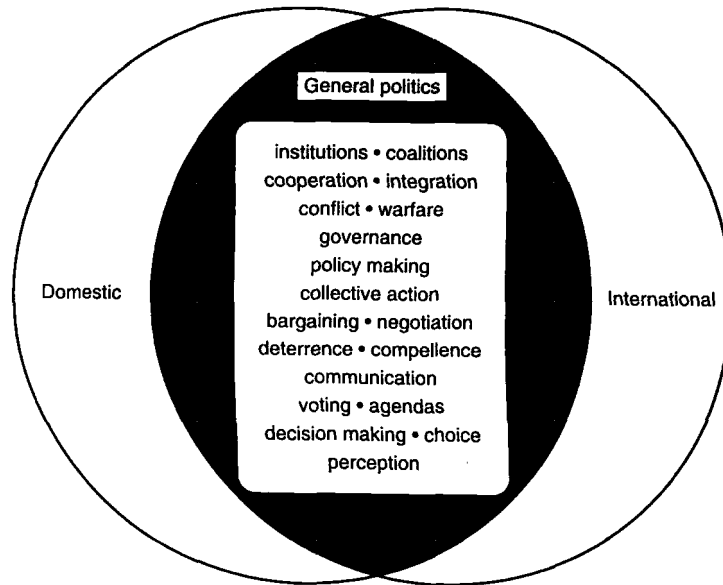 General politics
institutions • coalitions
cooperation • integration
conflict • warfare
governance
policy making
Domestic
collective action
International
bargaining • negotiation
deterrence • compellence
communication
voting • agendas
decision making • choice
perception